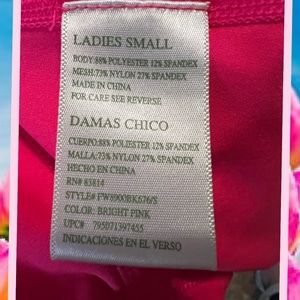 LADIES SMALL
BODY:88% POLYESTER 12% SPANDEX
MESH:73% NYLON 27% SPANDEX
MADE IN CHINA
FOR CARE SEE REVERSE
DAMAS CHICO
CUERPO:88% POLYESTER 12% SPANDEX
MALLA:73% NYLON 27% SPANDEX
HECHO EN CHINA
RN# 83814
STYLE# FW8900BK676/S
COLOR: BRIGHT PINK
UPC# 795071397455
INDICACIONES EN EL VERSO